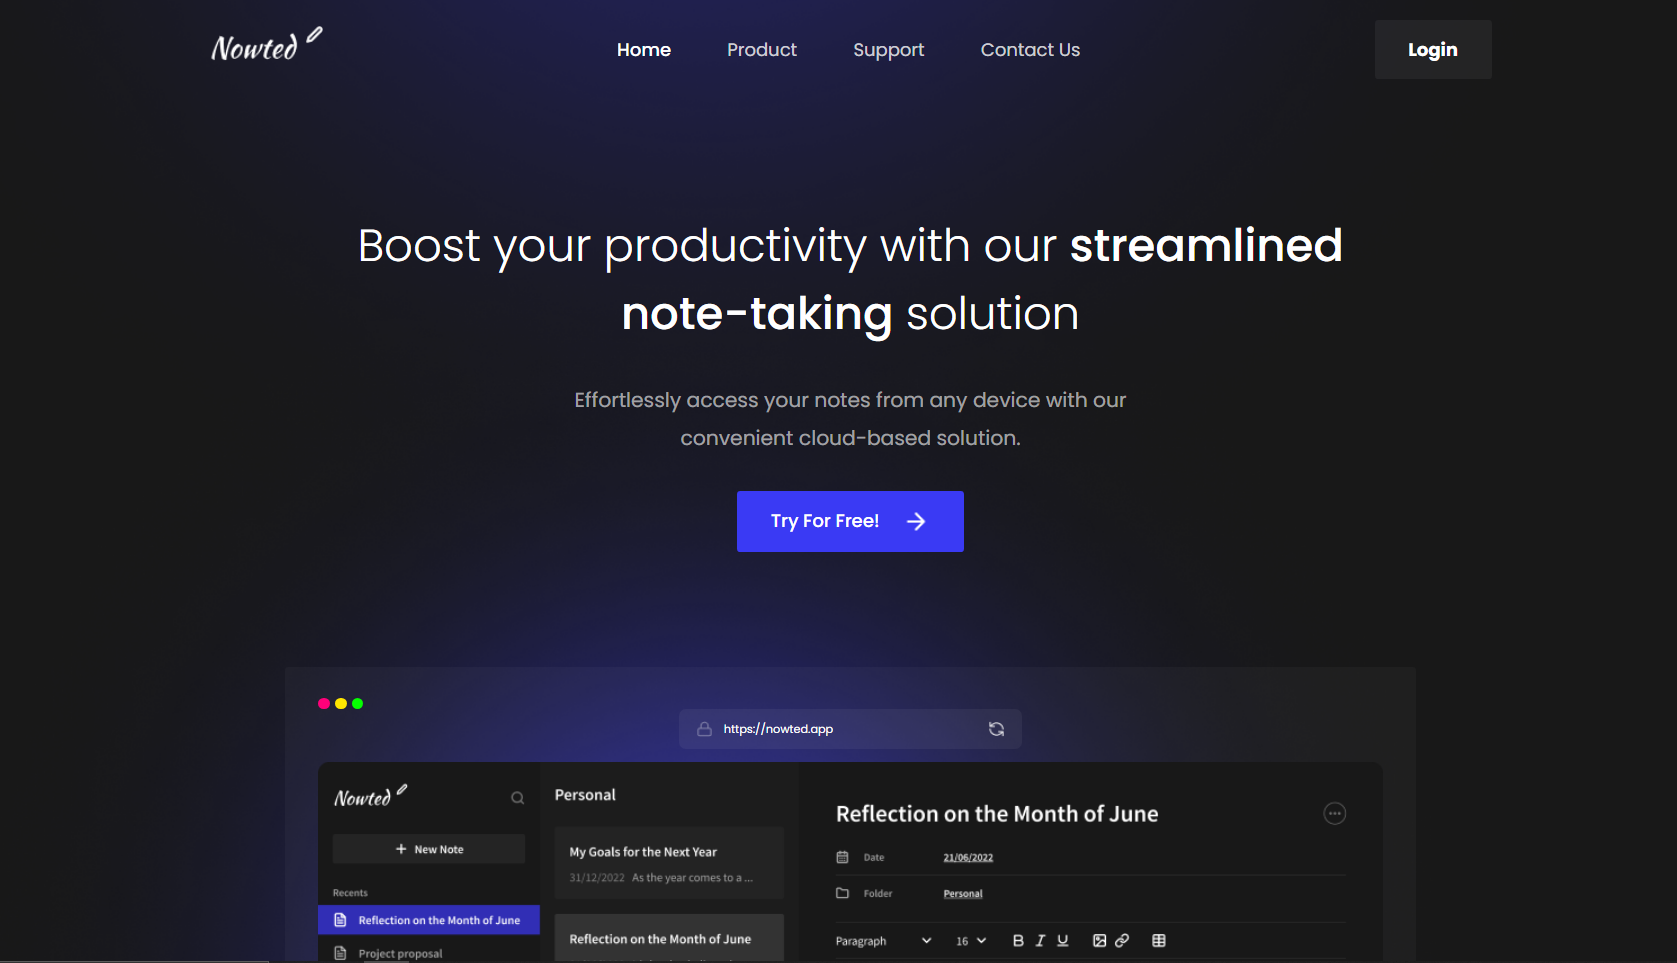 Nowted
Home Product Support Contact Us Login
Boost your productivity with our streamlined
note-taking solution
Effortlessly access your notes from any device with our
convenient cloud-based solution.
Try For Free!
https://nowted.app
Nowted
+ New Note
Recents
Reflection on the Month of June
Project proposal
Personal
My Goals for the Next Year
31/12/2022 As the year comes to a ...
Reflection on the Month of June
Reflection on the Month of June
Date 21/06/2022
Folder Personal
Paragraph 16 B I U